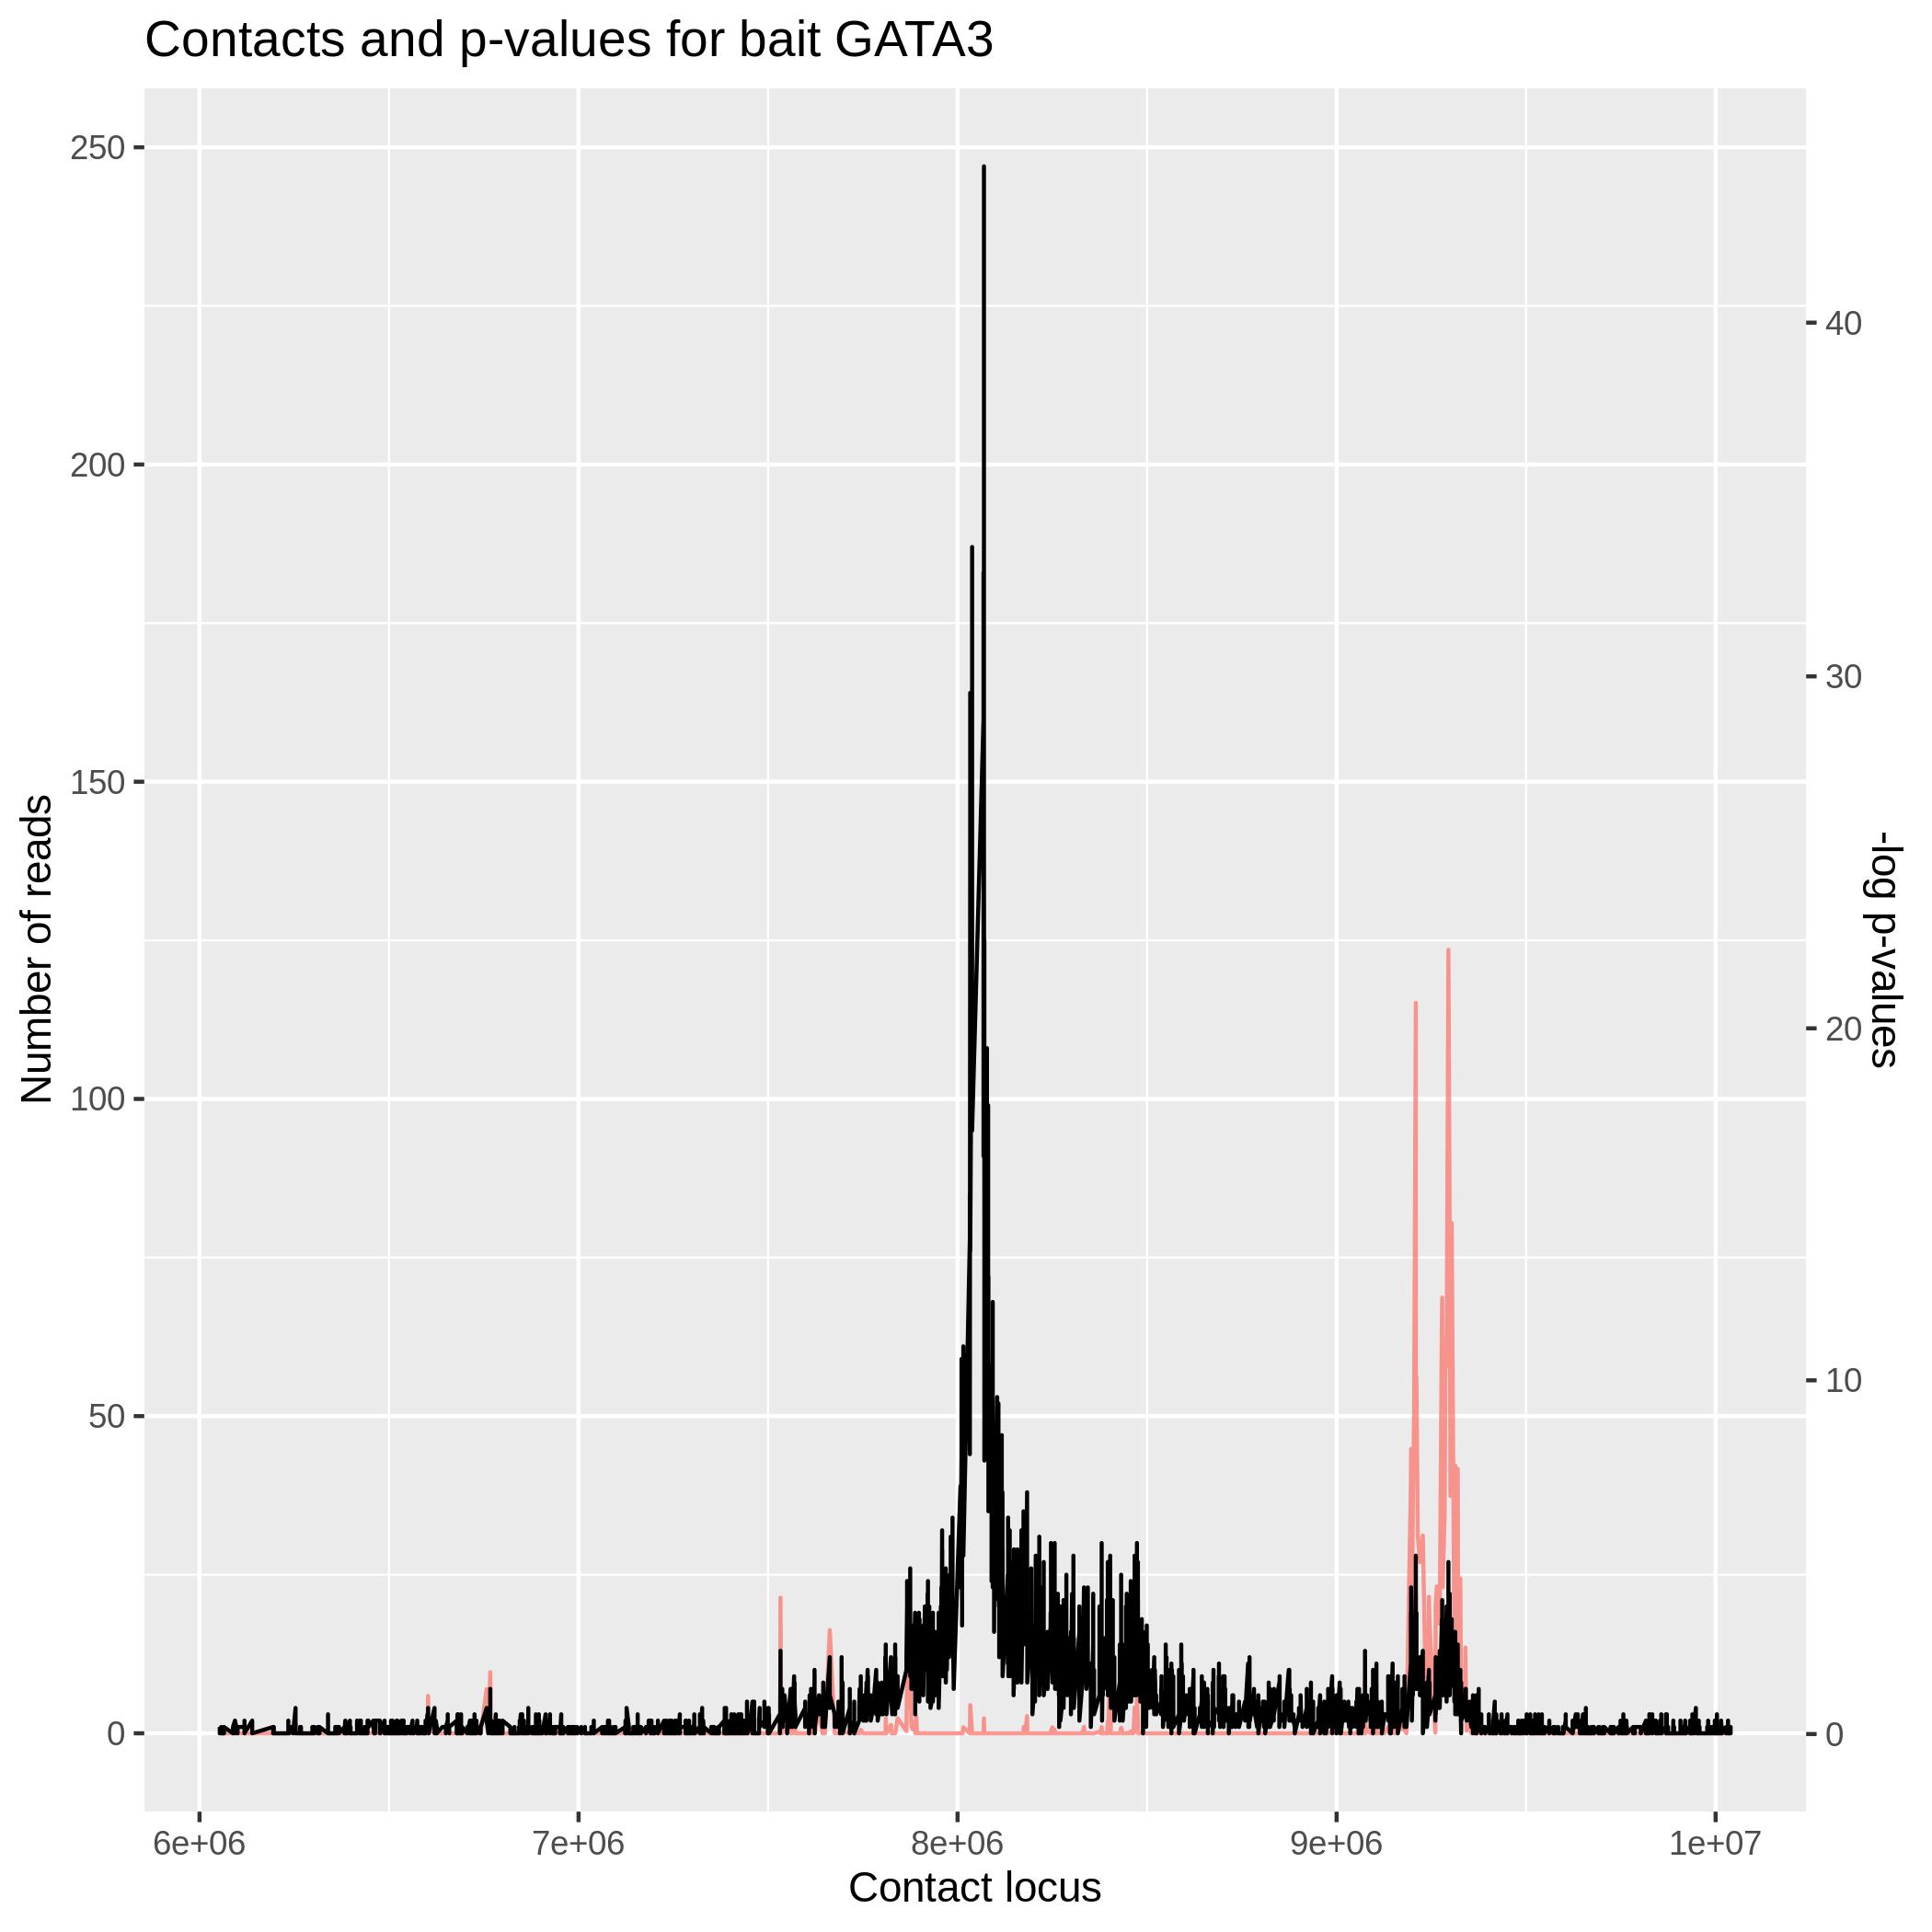 Contacts and p-values for bait GATA3
250
200
150
100
50
0
Number of reads
40
30
20
10
0
-log p-values
6e+06 7e+06 8e+06 9e+06 1e+07
Contact locus